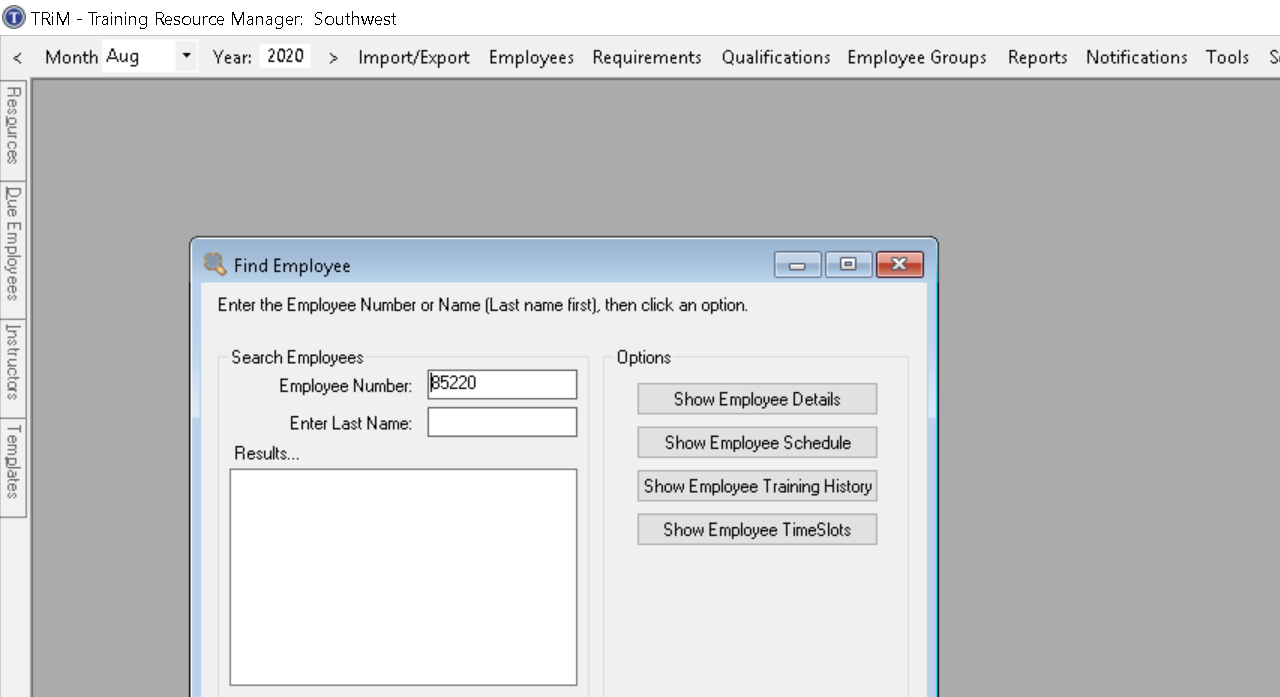 TRiM - Training Resource Manager: Southwest
< Month Aug Year: 2020 > Import/Export Employees Requirements Qualifications Employee Groups Reports Notifications Tools
Resources
Due Employees
Instructors
Templates
Find Employee
Enter the Employee Number or Name (Last name first), then click an option.
Search Employees
Employee Number: 85220
Enter Last Name:
Results...
Options
Show Employee Details
Show Employee Schedule
Show Employee Training History
Show Employee TimeSlots